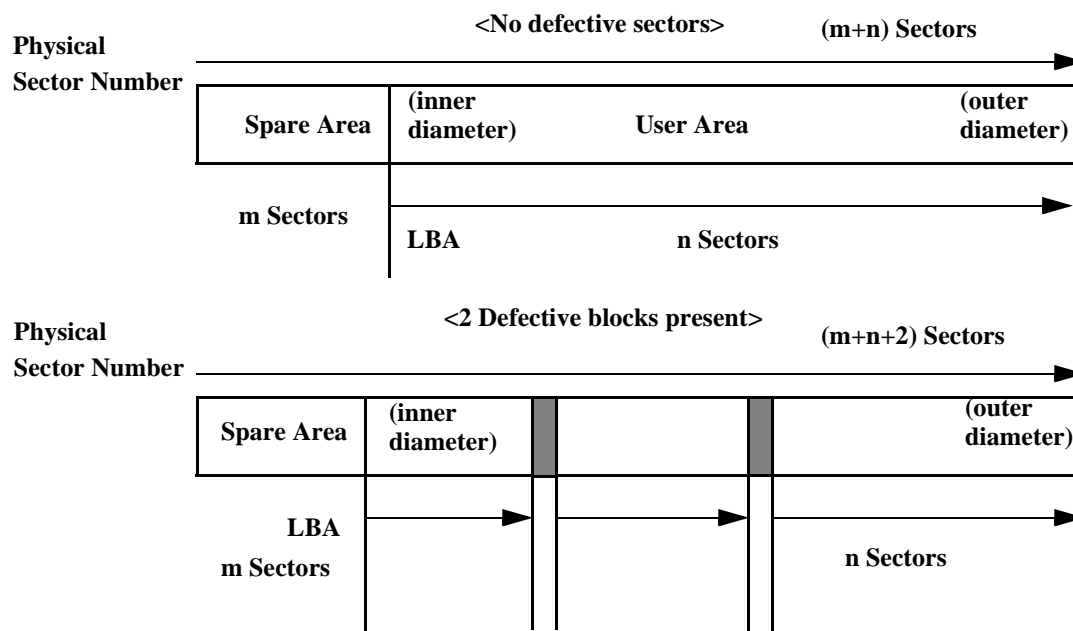 <No defective sectors>
(m+n) Sectors
Physical
Sector Number
Spare Area
(inner
diameter)
User Area
(outer
diameter)
m Sectors
LBA
n Sectors
<2 Defective blocks present>
(m+n+2) Sectors
Physical
Sector Number
Spare Area
(inner
diameter)
(outer
diameter)
LBA
m Sectors
n Sectors